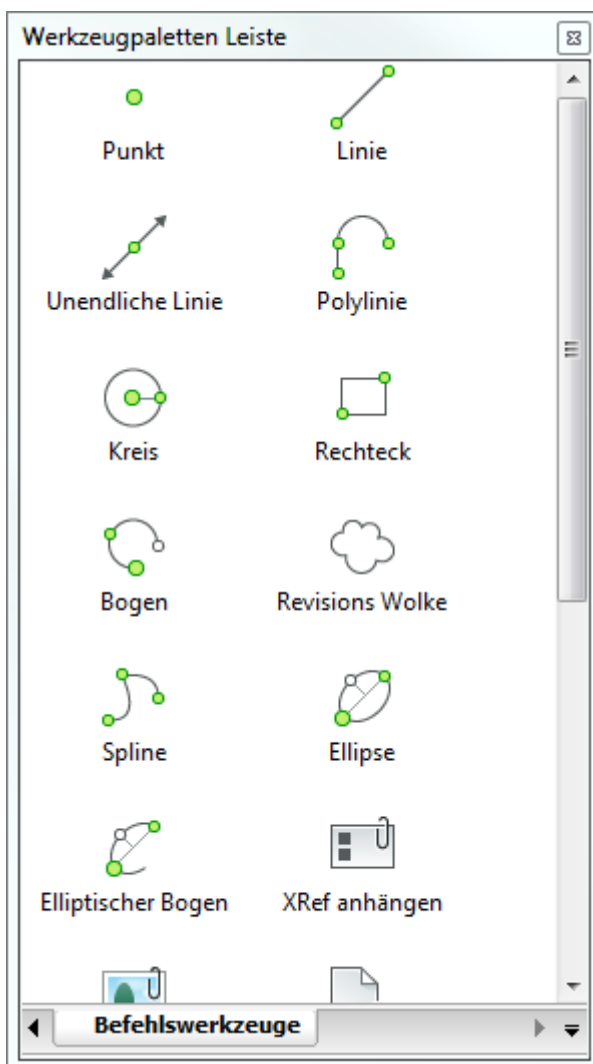 Werkzeugpaletten Leiste
Punkt
Linie
Unendliche Linie
Polylinie
Kreis
Rechteck
Bogen
Revisions Wolke
Spline
Ellipse
Elliptischer Bogen
XRef anhängen
Befehlswerkzeuge